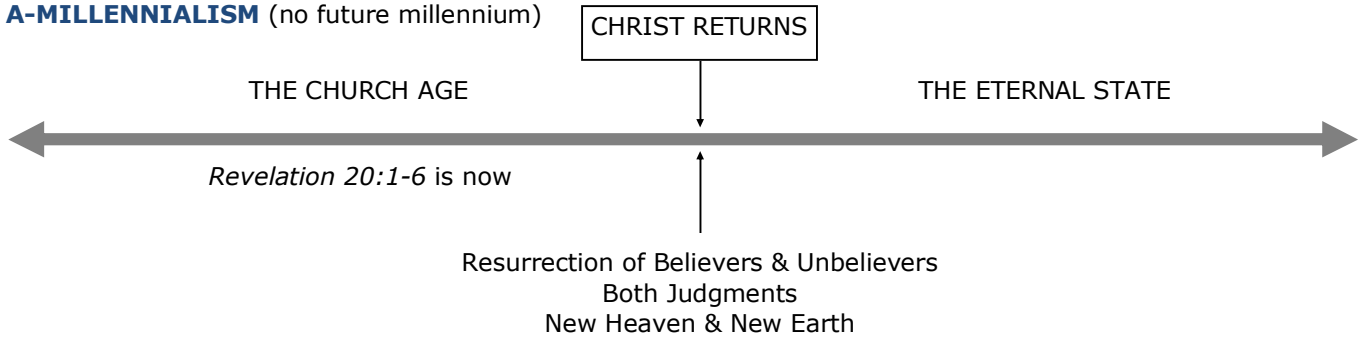 A-MILLENNIALISM (no future millennium)
CHRIST RETURNS
THE CHURCH AGE
THE ETERNAL STATE
Revelation 20:1-6 is now
Resurrection of Believers & Unbelievers
Both Judgments
New Heaven & New Earth